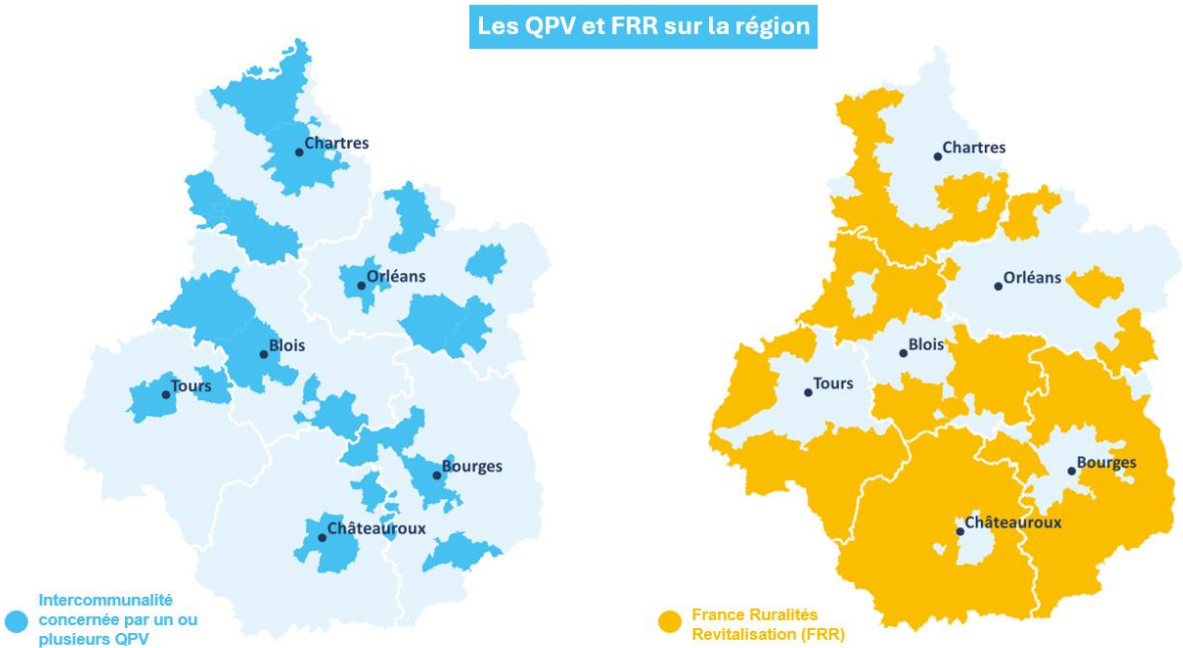 Les QPV et FRR sur la région
Chartres
Orléans
Blois
Tours
Bourges
Châteauroux
Intercommunalité
concernée par un ou
plusieurs QPV
Chartres
Orléans
Blois
Tours
Bourges
Châteauroux
France Ruralités
Revitalisation (FRR)